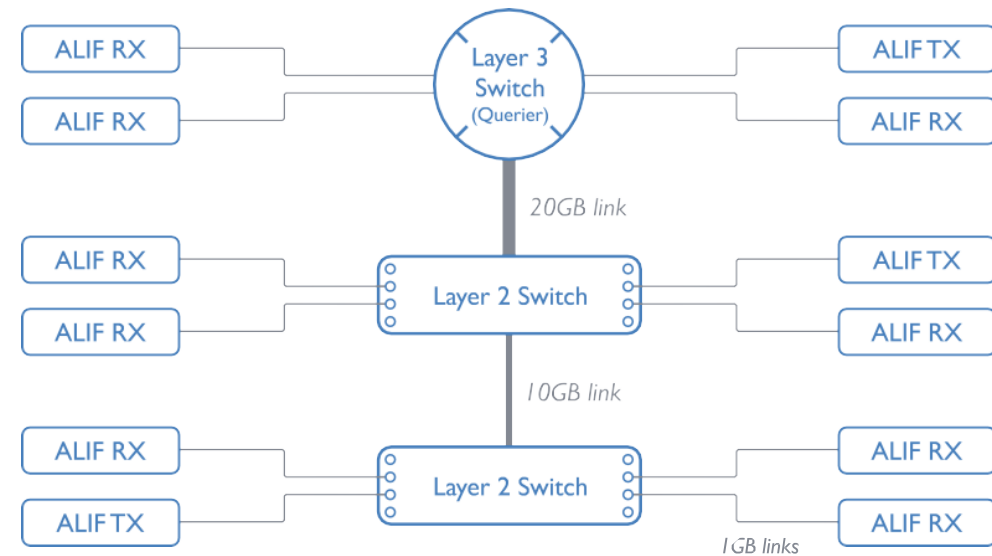 ALIF RX
Layer 3
Switch
(Querier)
ALIF TX
ALIF RX
ALIF RX
20GB link
ALIF RX
Layer 2 Switch
ALIF TX
ALIF RX
ALIF RX
10GB link
ALIF RX
Layer 2 Switch
ALIF RX
ALIF TX
ALIF RX
1GB links